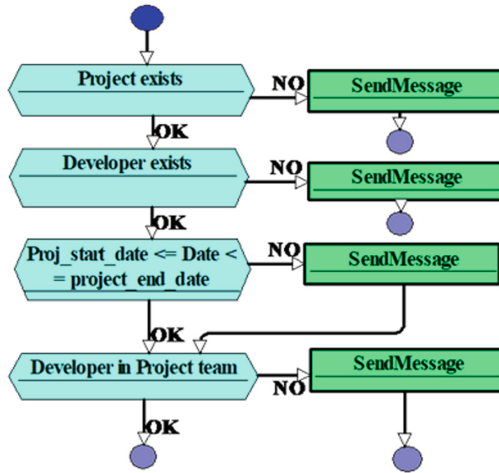 Project exists
NO
SendMessage
OK
Developer exists
NO
SendMessage
OK
Proj_start_date <= Date <
= project_end_date
NO
SendMessage
OK
Developer in Project team
NO
SendMessage
OK